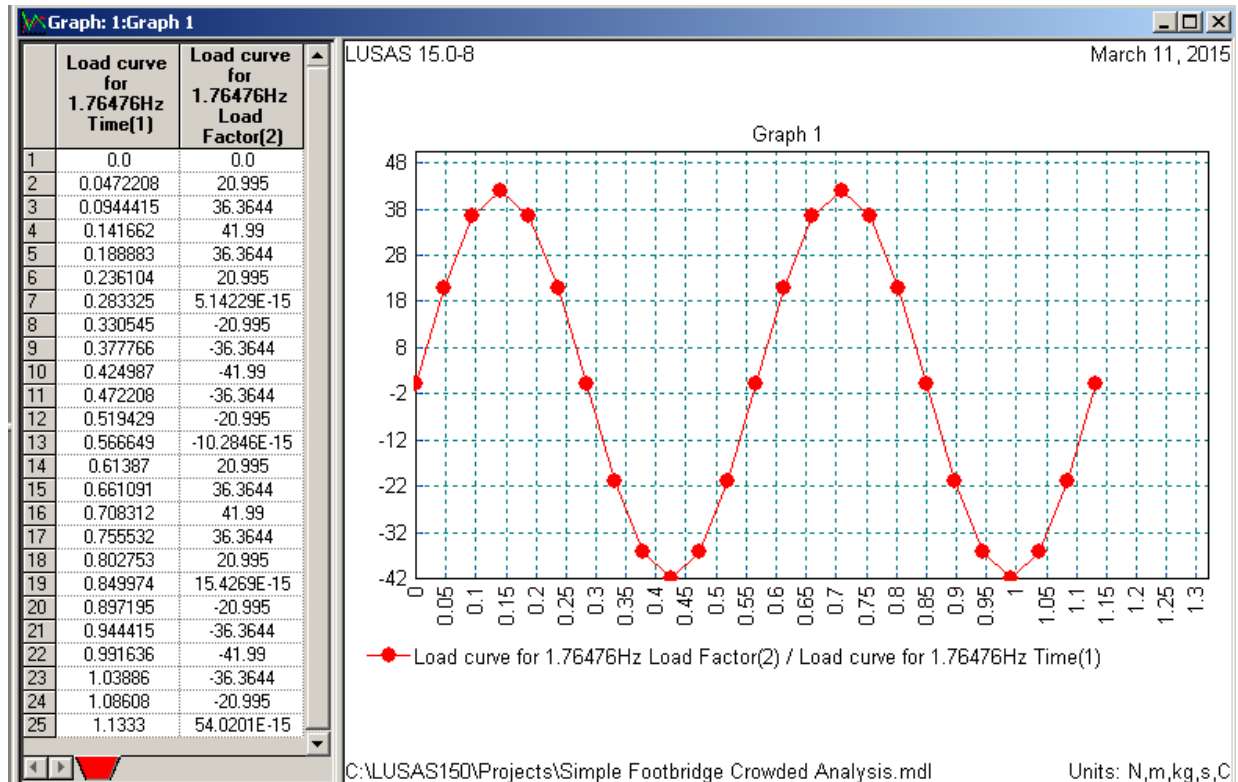 Graph: 1:Graph 1
Load curve for 1.76476Hz Time(1) Load curve for 1.76476Hz Load Factor(2)
1 0.0 0.0
2 0.0472208 20.995
3 0.0944415 36.3644
4 0.141662 41.99
5 0.188883 36.3644
6 0.236104 20.995
7 0.283325 5.14229E-15
8 0.330545 -20.995
9 0.377766 -36.3644
10 0.424987 -41.99
11 0.472208 -36.3644
12 0.519429 -20.995
13 0.566649 -10.2846E-15
14 0.61387 20.995
15 0.661091 36.3644
16 0.708312 41.99
17 0.755532 36.3644
18 0.802753 20.995
19 0.849974 15.4269E-15
20 0.897195 -20.995
21 0.944415 -36.3644
22 0.991636 -41.99
23 1.03886 -36.3644
24 1.08608 -20.995
25 1.1333 54.0201E-15
LUSAS 15.0-8 March 11, 2015
Graph 1
48
38
28
18
8
-2
-12
-22
-32
-42
0 0.05 0.1 0.15 0.2 0.25 0.3 0.35 0.4 0.45 0.5 0.55 0.6 0.65 0.7 0.75 0.8 0.85 0.9 0.95 1 1.05 1.1 1.15 1.2 1.25 1.3
Load curve for 1.76476Hz Load Factor(2) / Load curve for 1.76476Hz Time(1)
C:\LUSAS150\Projects\Simple Footbridge Crowded Analysis.mdl Units: N,m,kg,s,C